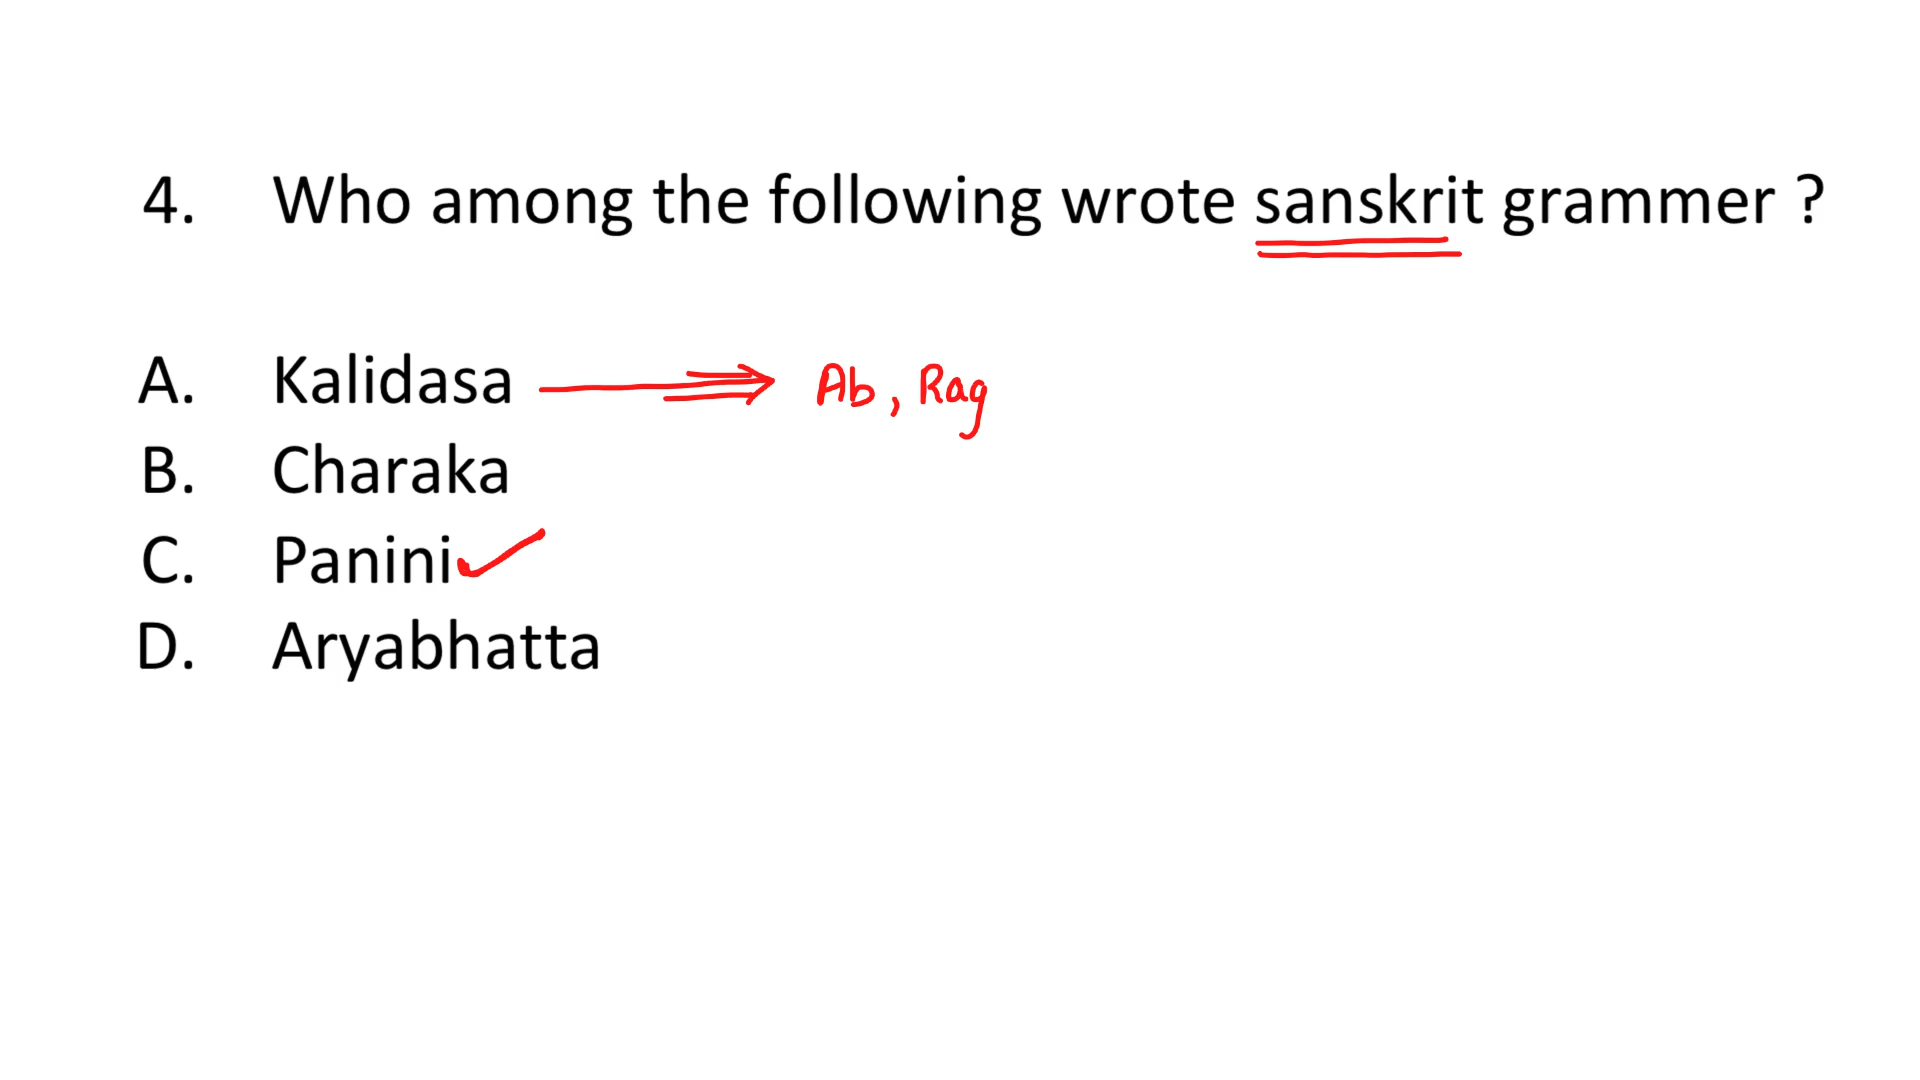 4. Who among the following wrote sanskrit grammer ?
A. Kalidasa Ab, Rag
B. Charaka
C. Panini
D. Aryabhatta